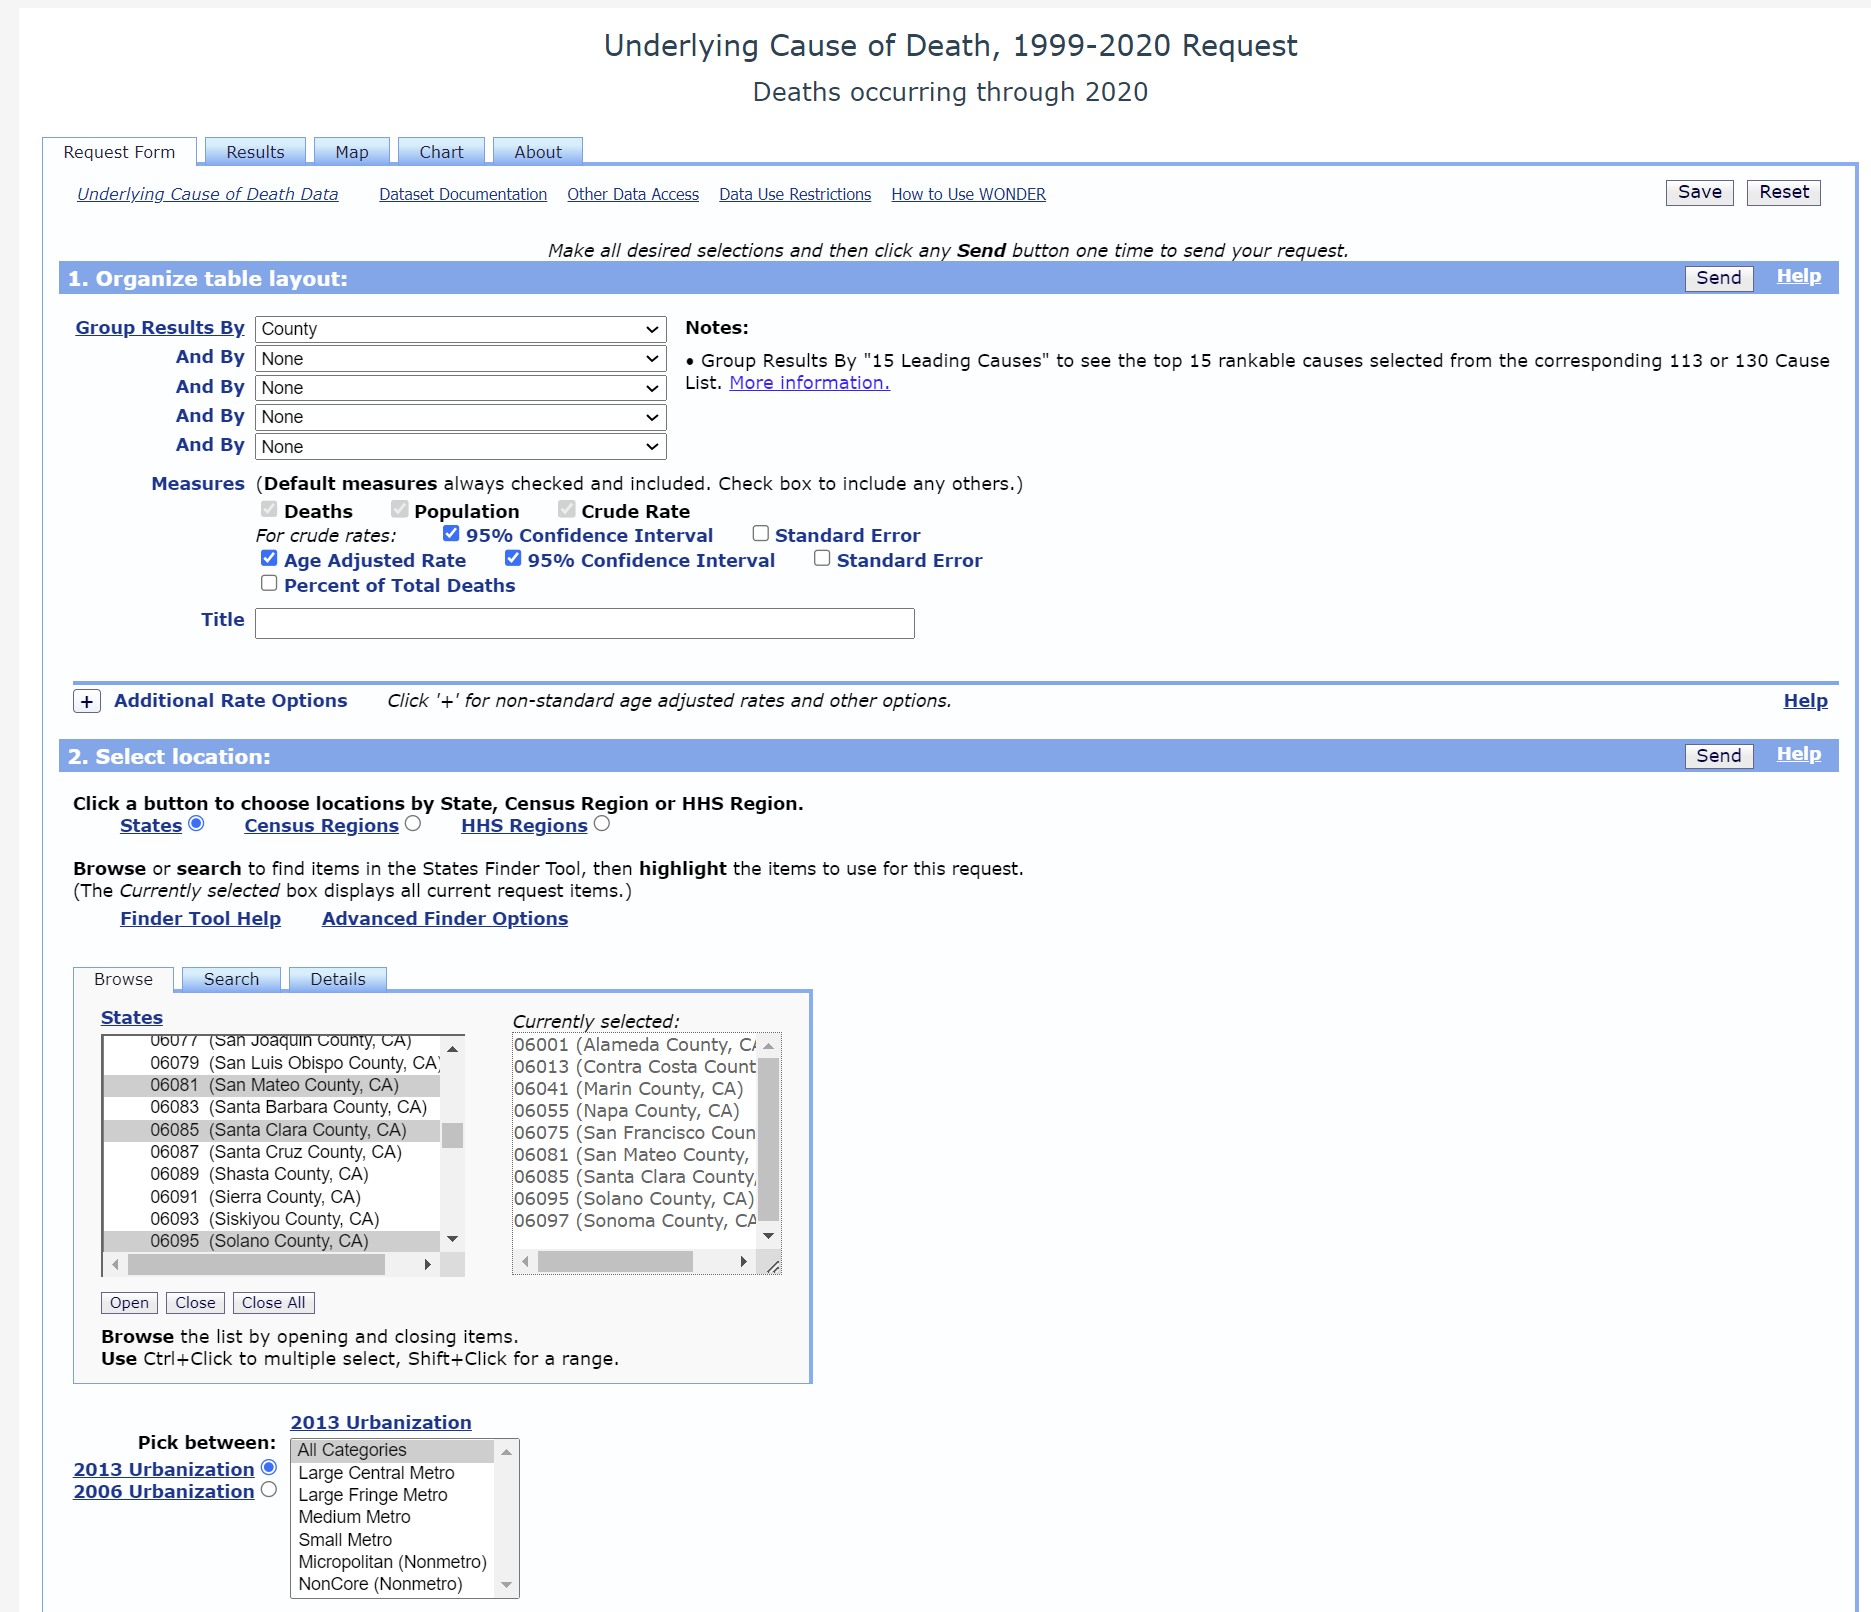 Underlying Cause of Death, 1999-2020 Request
Deaths occurring through 2020
Request Form Results Map Chart About
Underlying Cause of Death Data Dataset Documentation Other Data Access Data Use Restrictions How to Use WONDER Save Reset
Make all desired selections and then click any Send button one time to send your request.
1. Organize table layout: Send Help
Group Results By County
And By None
And By None
And By None
And By None
Notes:
• Group Results By "15 Leading Causes" to see the top 15 rankable causes selected from the corresponding 113 or 130 Cause
List. More information.
Measures (Default measures always checked and included. Check box to include any others.)
Deaths Population Crude Rate
For crude rates: 95% Confidence Interval Standard Error
Age Adjusted Rate 95% Confidence Interval Standard Error
Percent of Total Deaths
Title
+ Additional Rate Options Click '+' for non-standard age adjusted rates and other options. Help
2. Select location: Send Help
Click a button to choose locations by State, Census Region or HHS Region.
States Census Regions HHS Regions
Browse or search to find items in the States Finder Tool, then highlight the items to use for this request.
(The Currently selected box displays all current request items.)
Finder Tool Help Advanced Finder Options
Browse Search Details
States
06077 (San Joaquin County, CA)
06079 (San Luis Obispo County, CA)
06081 (San Mateo County, CA)
06083 (Santa Barbara County, CA)
06085 (Santa Clara County, CA)
06087 (Santa Cruz County, CA)
06089 (Shasta County, CA)
06091 (Sierra County, CA)
06093 (Siskiyou County, CA)
06095 (Solano County, CA)
Currently selected:
06001 (Alameda County, CA
06013 (Contra Costa Count
06041 (Marin County, CA)
06055 (Napa County, CA)
06075 (San Francisco Coun
06081 (San Mateo County,
06085 (Santa Clara County,
06095 (Solano County, CA)
06097 (Sonoma County, CA
Open Close Close All
Browse the list by opening and closing items.
Use Ctrl+Click to multiple select, Shift+Click for a range.
Pick between:
2013 Urbanization
2006 Urbanization
2013 Urbanization
All Categories
Large Central Metro
Large Fringe Metro
Medium Metro
Small Metro
Micropolitan (Nonmetro)
NonCore (Nonmetro)